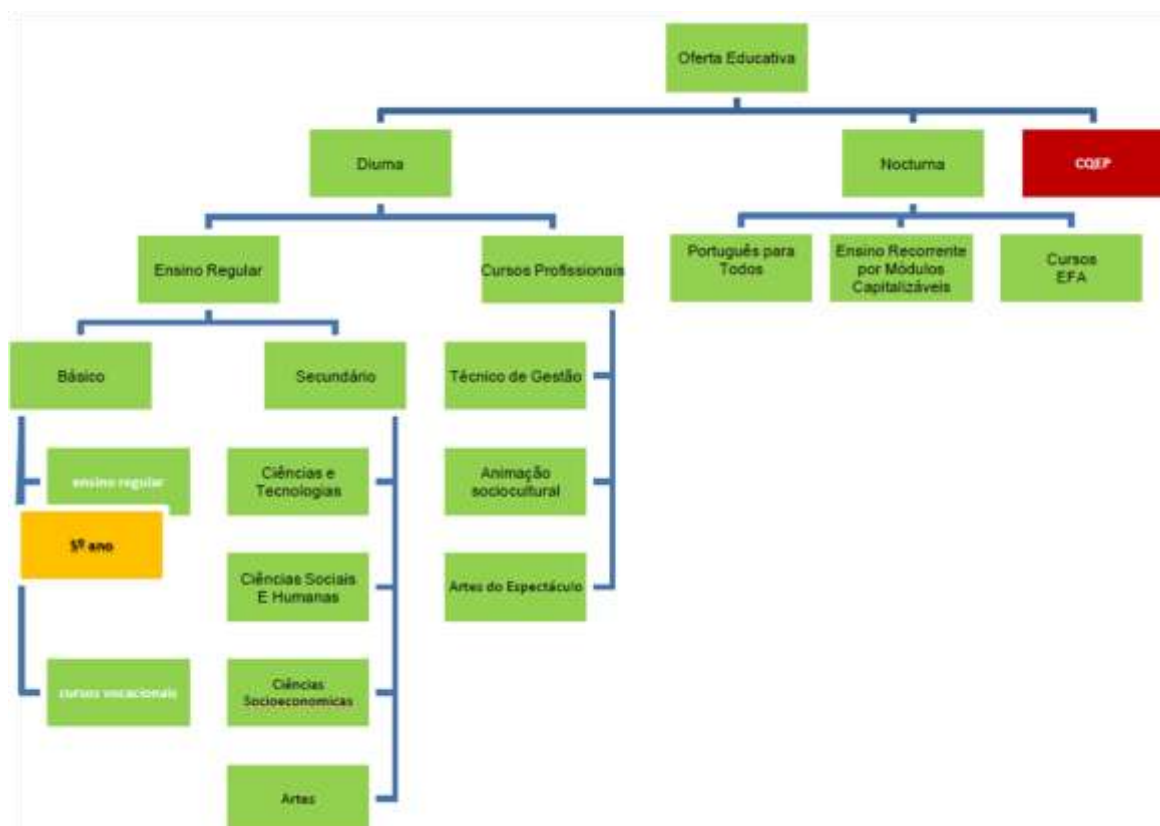 Oferta Educativa
Diurna
Nocturna
CQEP
Ensino Regular
Cursos Profissionais
Português para
Todos
Ensino Recorrente
por Módulos
Capitalizáveis
Cursos
EFA
Básico
Secundário
Técnico de Gestão
ensino regular
Ciências e
Tecnologias
Animação
sociocultural
5º ano
Ciências Sociais
E Humanas
Artes do Espectáculo
cursos vocacionais
Ciências
Socioeconomicas
Artes